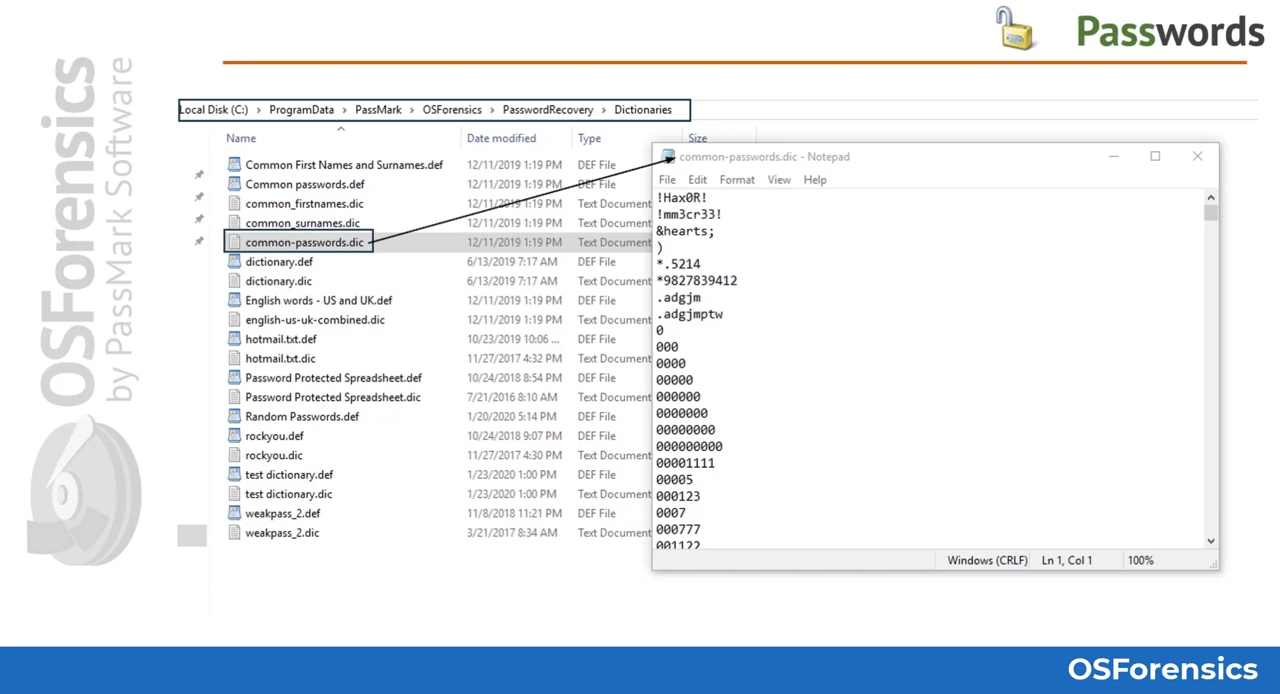 Passwords
OSForensics
by PassMark Software
Local Disk (C:) > ProgramData > PassMark > OSForensics > PasswordRecovery > Dictionaries
Name Date modified Type Size
Common First Names and Surnames.def 12/11/2019 1:19 PM DEF File
Common passwords.def 12/11/2019 1:19 PM DEF File
common_firstnames.dic 12/11/2019 1:19 PM Text Document
common_surnames.dic 12/11/2019 1:19 PM Text Document
common-passwords.dic 12/11/2019 1:19 PM Text Document
dictionary.def 6/13/2019 7:17 AM DEF File
dictionary.dic 6/13/2019 7:17 AM Text Document
English words - US and UK.def 12/11/2019 1:19 PM DEF File
english-us-uk-combined.dic 12/11/2019 1:19 PM Text Document
hotmail.txt.def 10/23/2019 10:06 ... DEF File
hotmail.txt.dic 11/27/2017 4:32 PM Text Document
Password Protected Spreadsheet.def 10/24/2018 8:54 PM DEF File
Password Protected Spreadsheet.dic 7/21/2016 8:10 AM Text Document
Random Passwords.def 1/20/2020 5:14 PM DEF File
rockyou.def 10/24/2018 9:07 PM DEF File
rockyou.dic 11/27/2017 4:30 PM Text Document
test dictionary.def 1/23/2020 1:00 PM DEF File
test dictionary.dic 1/23/2020 1:00 PM Text Document
weakpass_2.def 11/8/2018 11:21 PM DEF File
weakpass_2.dic 3/21/2017 8:34 AM Text Document
common-passwords.dic - Notepad
File Edit Format View Help
!Hax0R!
!mm3cr33!
&hearts;
)
*.5214
*9827839412
.adgjm
.adgjmptw
0
000
0000
00000
000000
0000000
00000000
000000000
00001111
00005
000123
0007
000777
001122
Windows (CRLF) Ln 1, Col 1 100%
OSForensics